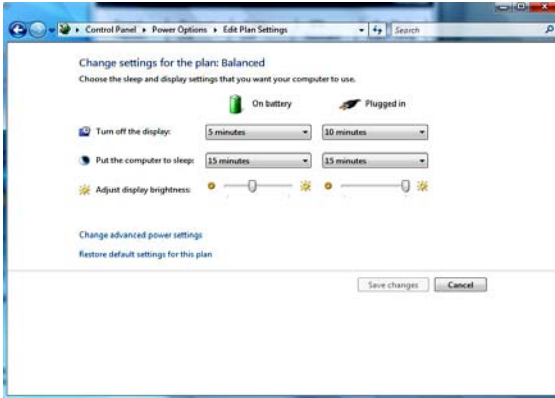 Control Panel ▸ Power Options ▸ Edit Plan Settings
Search
Change settings for the plan: Balanced
Choose the sleep and display settings that you want your computer to use.
On battery Plugged in
Turn off the display: 5 minutes 10 minutes
Put the computer to sleep: 15 minutes 15 minutes
Adjust display brightness:
Change advanced power settings
Restore default settings for this plan
Save changes Cancel